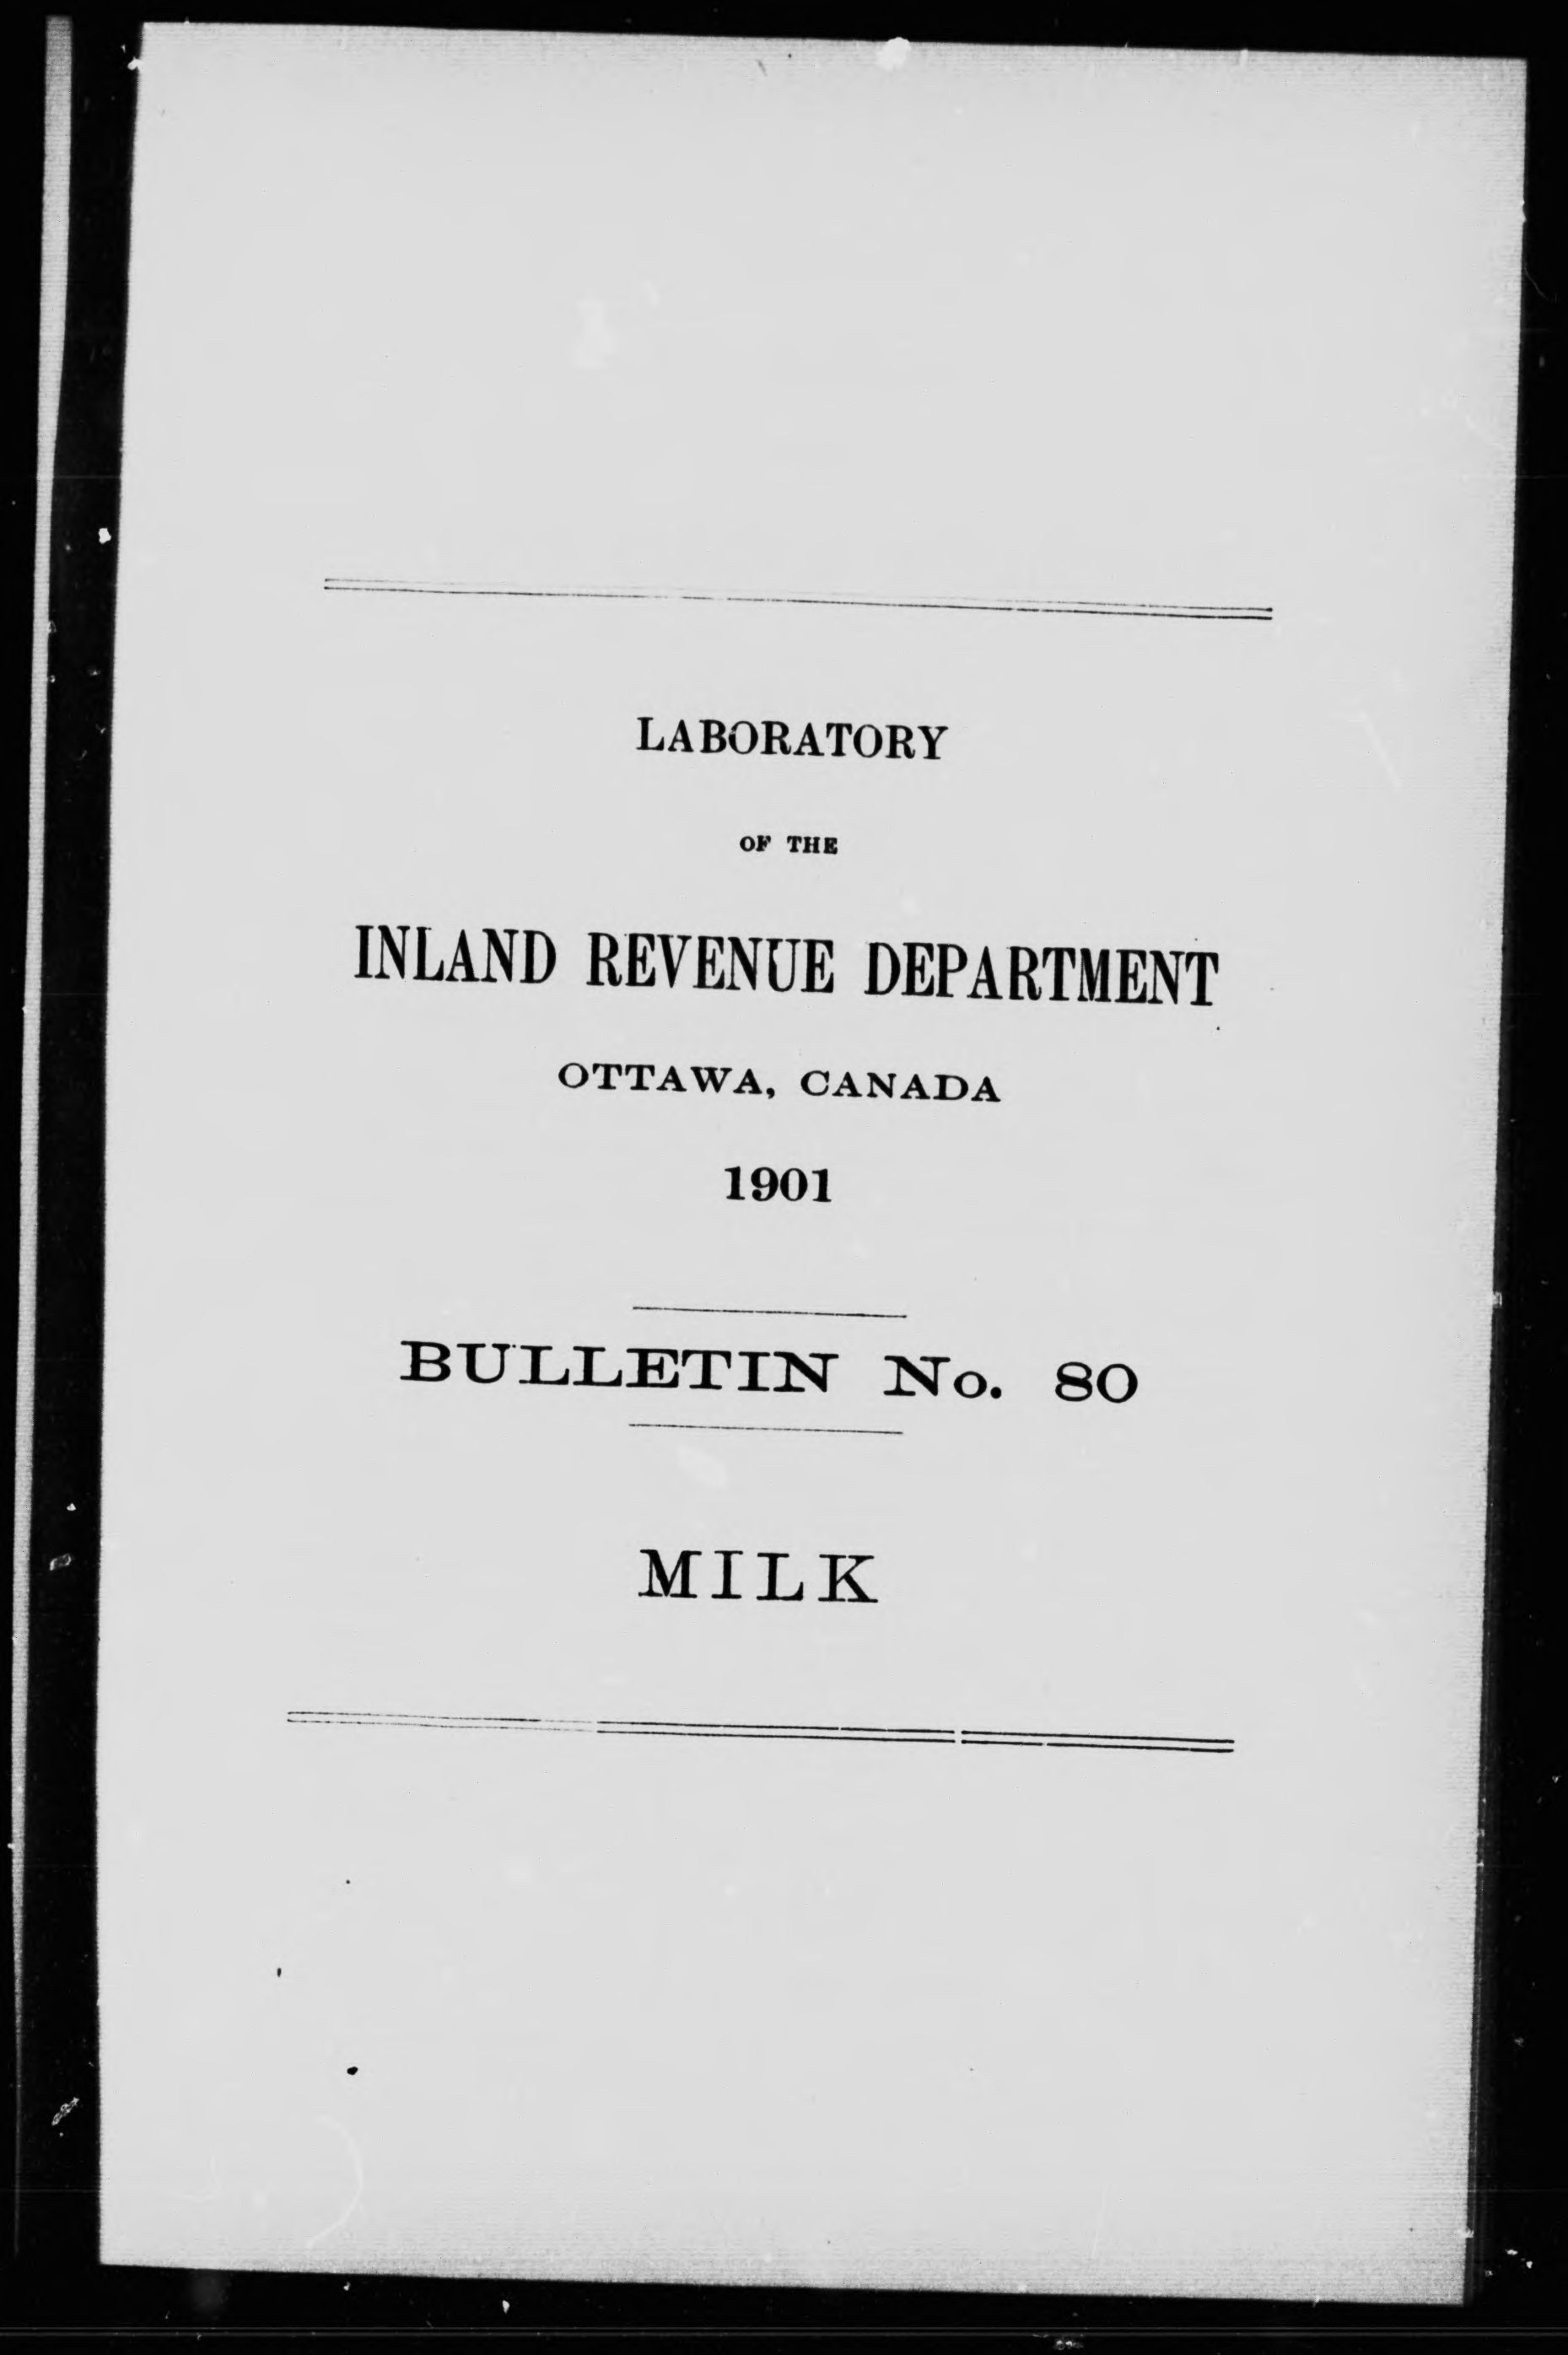 LABORATORY
OF THE
INLAND REVENUE DEPARTMENT
OTTAWA, CANADA
1901
BULLETIN No. 80
MILK